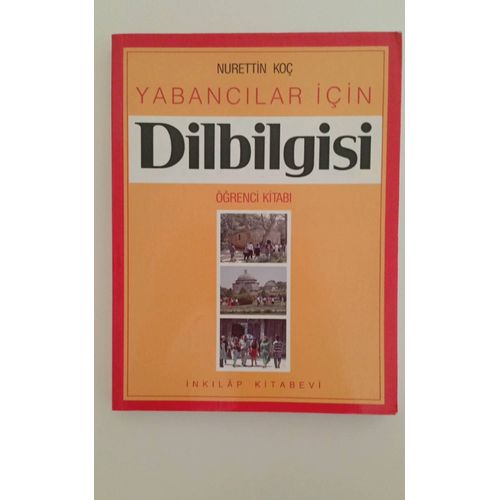 NURETTİN KOÇ
YABANCILAR İÇİN
Dilbilgisi
ÖĞRENCİ KİTABI
İNKILÂP KİTABEVİ